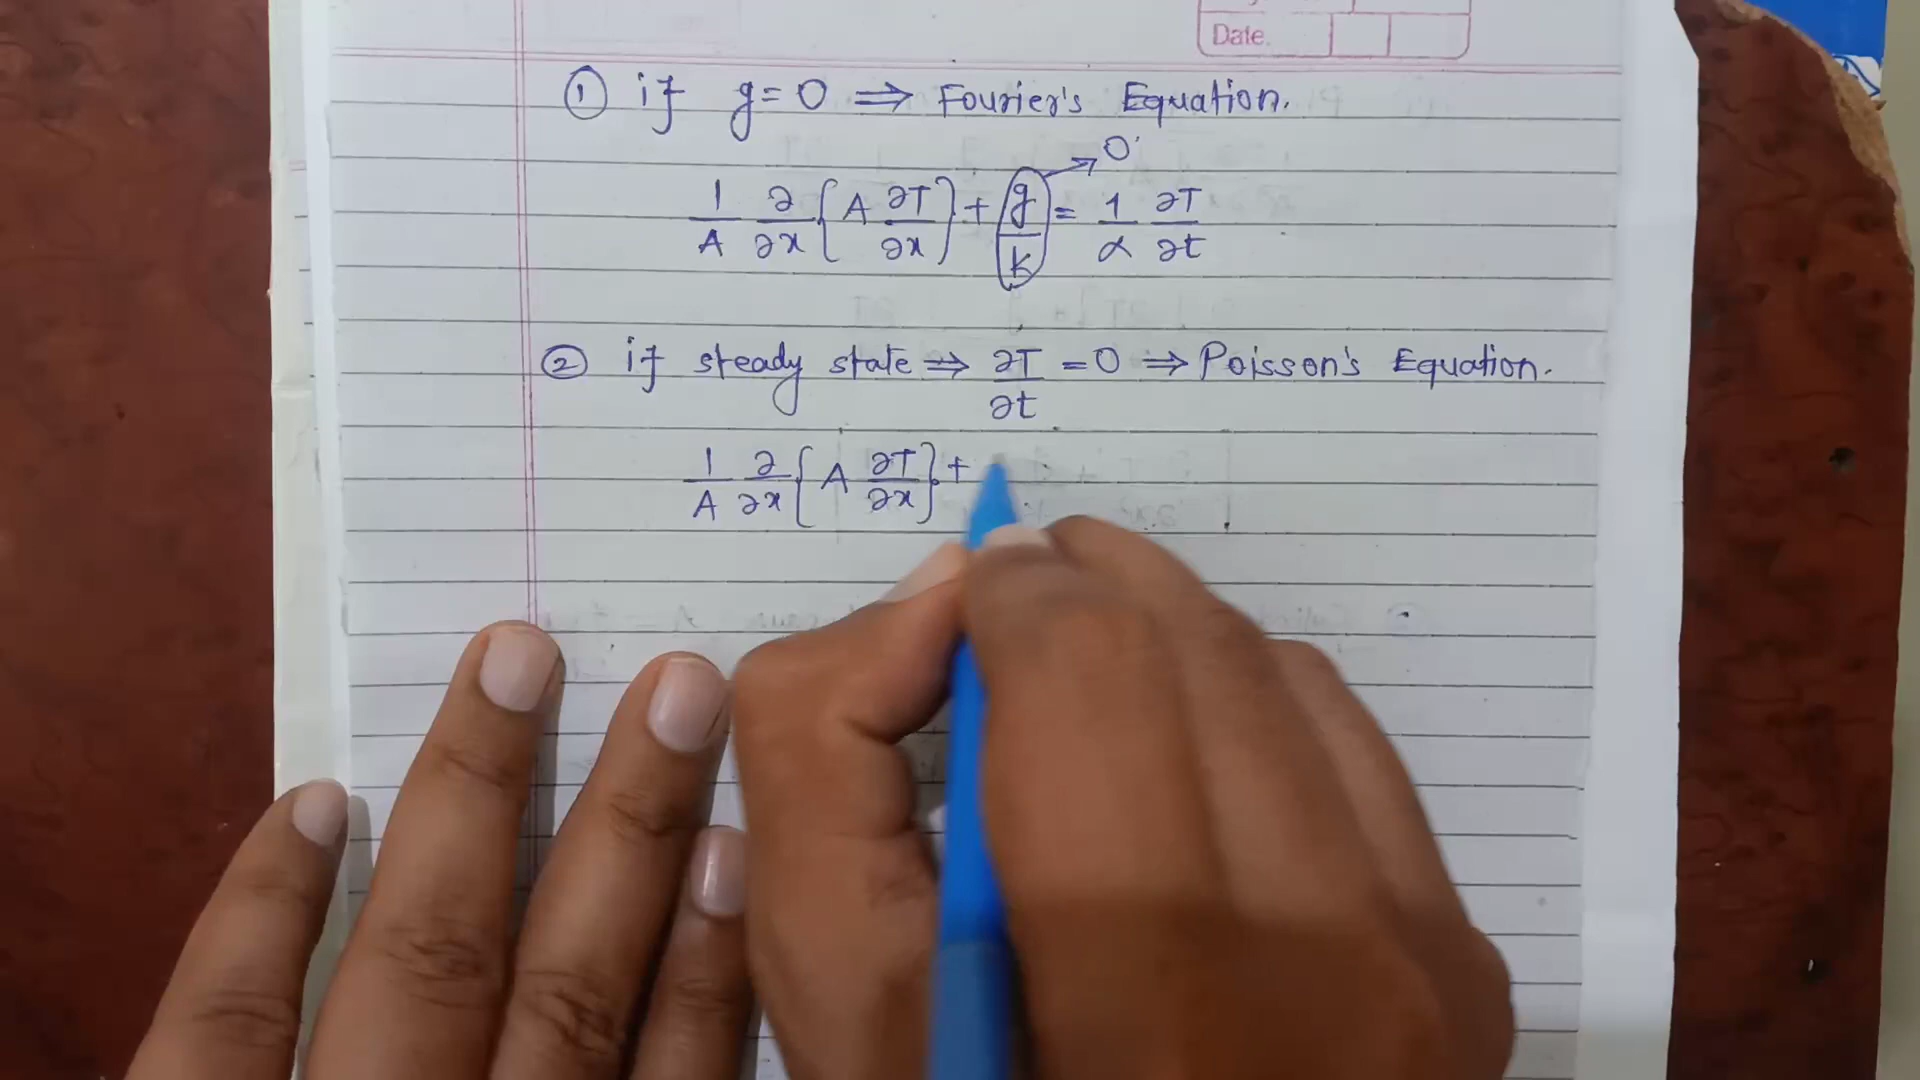 Date.
① if g=0 ⇒ Fourier's Equation.
1/A ∂/∂x {A ∂T/∂x} + g/k → 0 = 1/α ∂T/∂t
② if steady state ⇒ ∂T/∂t = 0 ⇒ Poisson's Equation.
1/A ∂/∂x {A ∂T/∂x} +